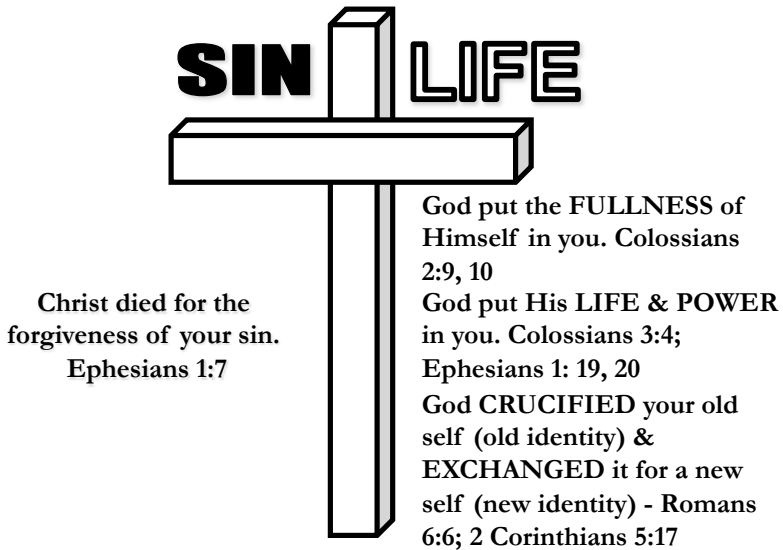 SIN LIFE
Christ died for the
forgiveness of your sin.
Ephesians 1:7
God put the FULLNESS of
Himself in you. Colossians
2:9, 10
God put His LIFE & POWER
in you. Colossians 3:4;
Ephesians 1: 19, 20
God CRUCIFIED your old
self (old identity) &
EXCHANGED it for a new
self (new identity) - Romans
6:6; 2 Corinthians 5:17